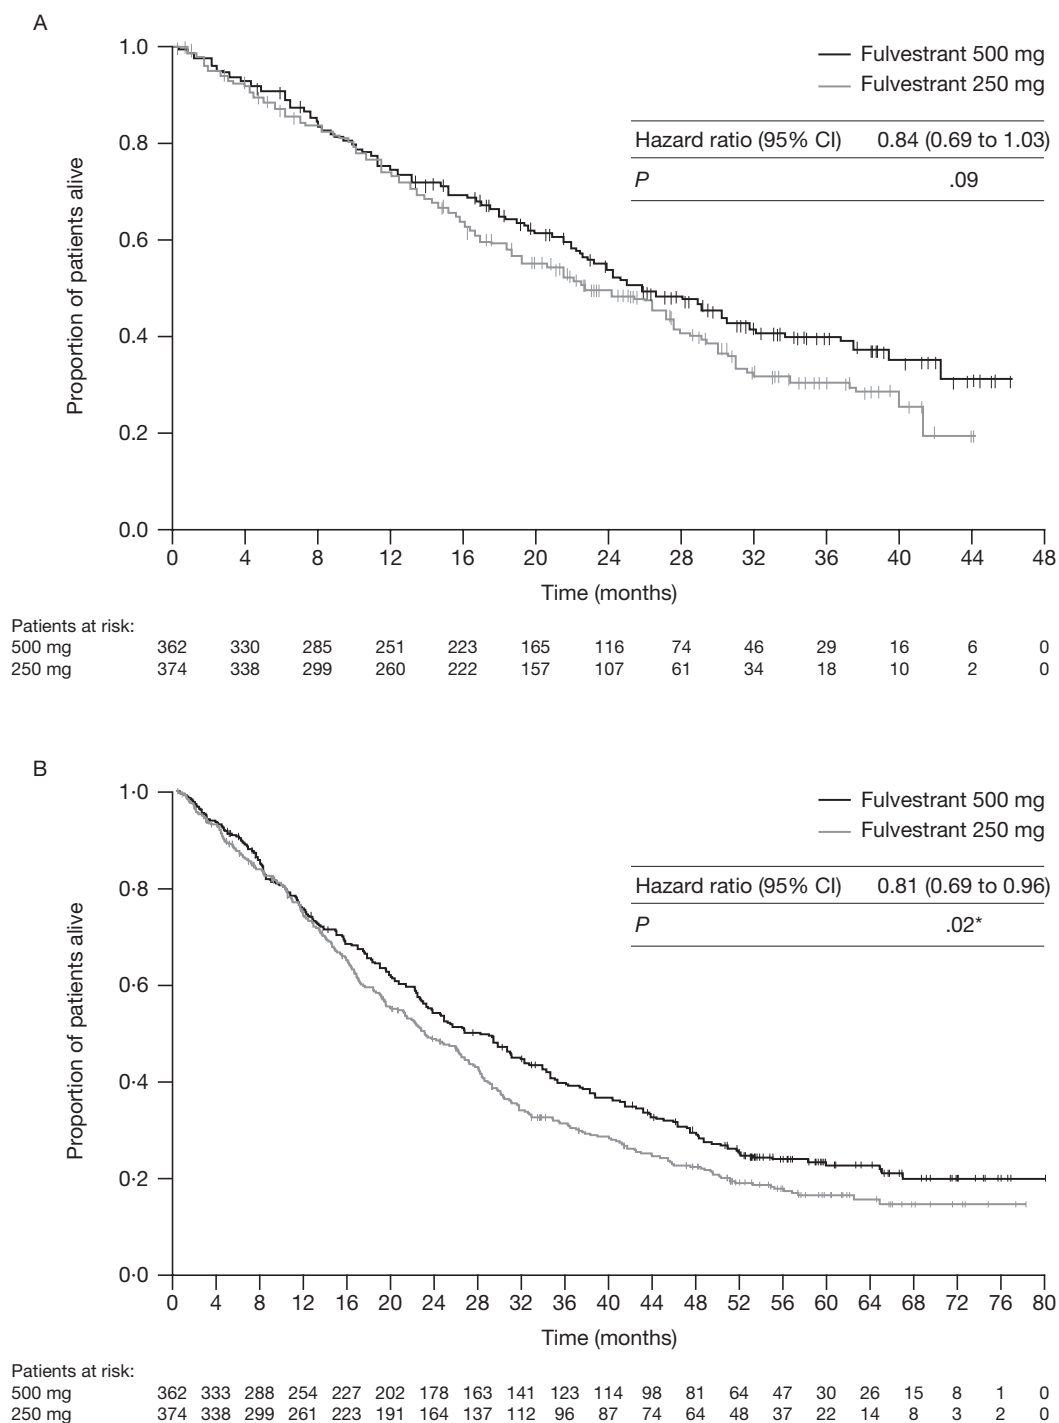 A
Fulvestrant 500 mg
Fulvestrant 250 mg
Hazard ratio (95% CI) 0.84 (0.69 to 1.03)
P .09
1.0
0.8
0.6
0.4
0.2
0.0
Proportion of patients alive
0 4 8 12 16 20 24 28 32 36 40 44 48
Time (months)
Patients at risk:
500 mg 362 330 285 251 223 165 116 74 46 29 16 6 0
250 mg 374 338 299 260 222 157 107 61 34 18 10 2 0
B
Fulvestrant 500 mg
Fulvestrant 250 mg
Hazard ratio (95% CI) 0.81 (0.69 to 0.96)
P .02*
1·0
0·8
0·6
0·4
0·2
0·0
Proportion of patients alive
0 4 8 12 16 20 24 28 32 36 40 44 48 52 56 60 64 68 72 76 80
Time (months)
Patients at risk:
500 mg 362 333 288 254 227 202 178 163 141 123 114 98 81 64 47 30 26 15 8 1 0
250 mg 374 338 299 261 223 191 164 137 112 96 87 74 64 48 37 22 14 8 3 2 0